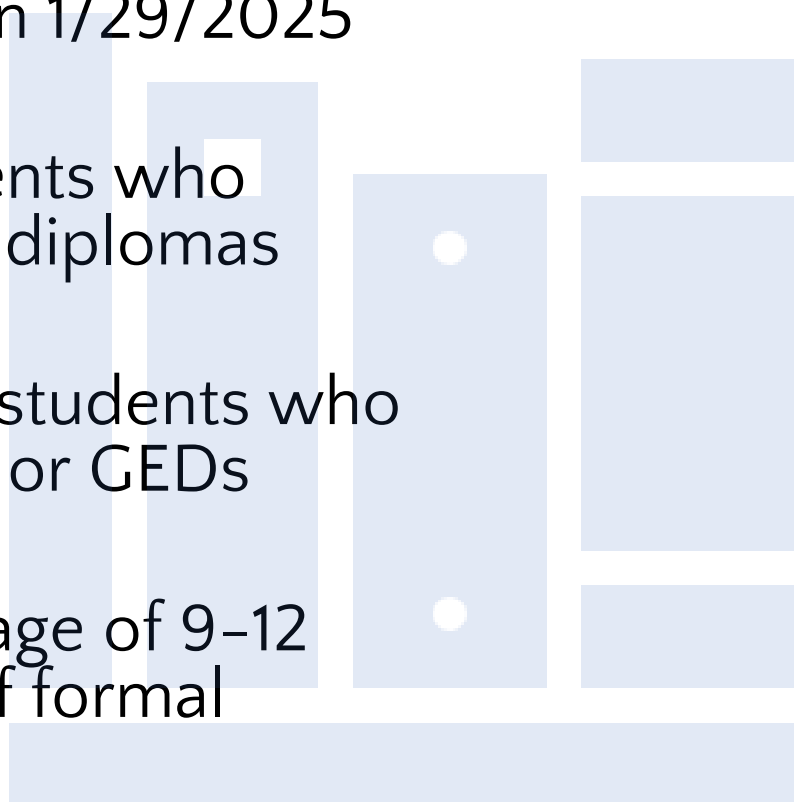 n 1/29/2025
ents who
diplomas
students who
or GEDs
age of 9–12
f formal